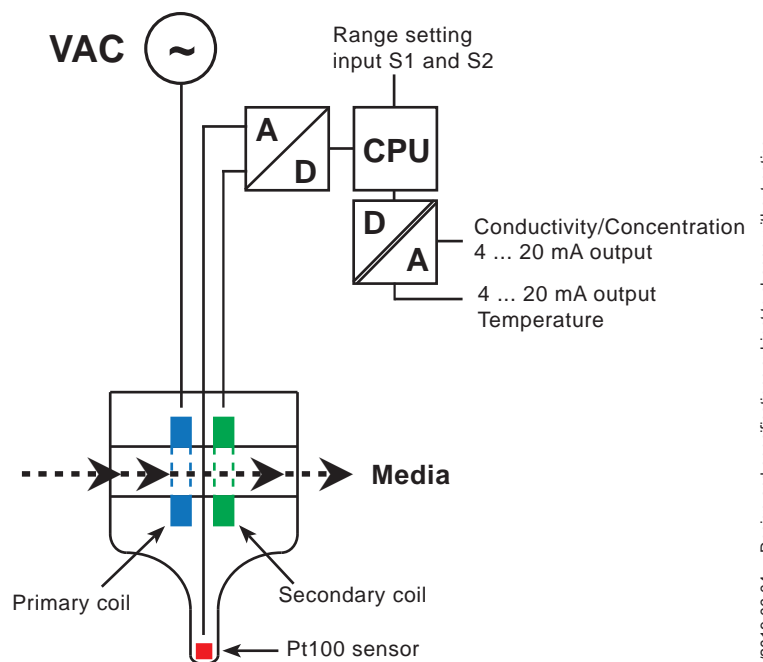 VAC
~
Range setting
input S1 and S2
A
D
CPU
D
A
Conductivity/Concentration
4 ... 20 mA output
4 ... 20 mA output
Temperature
Media
Primary coil
Secondary coil
Pt100 sensor